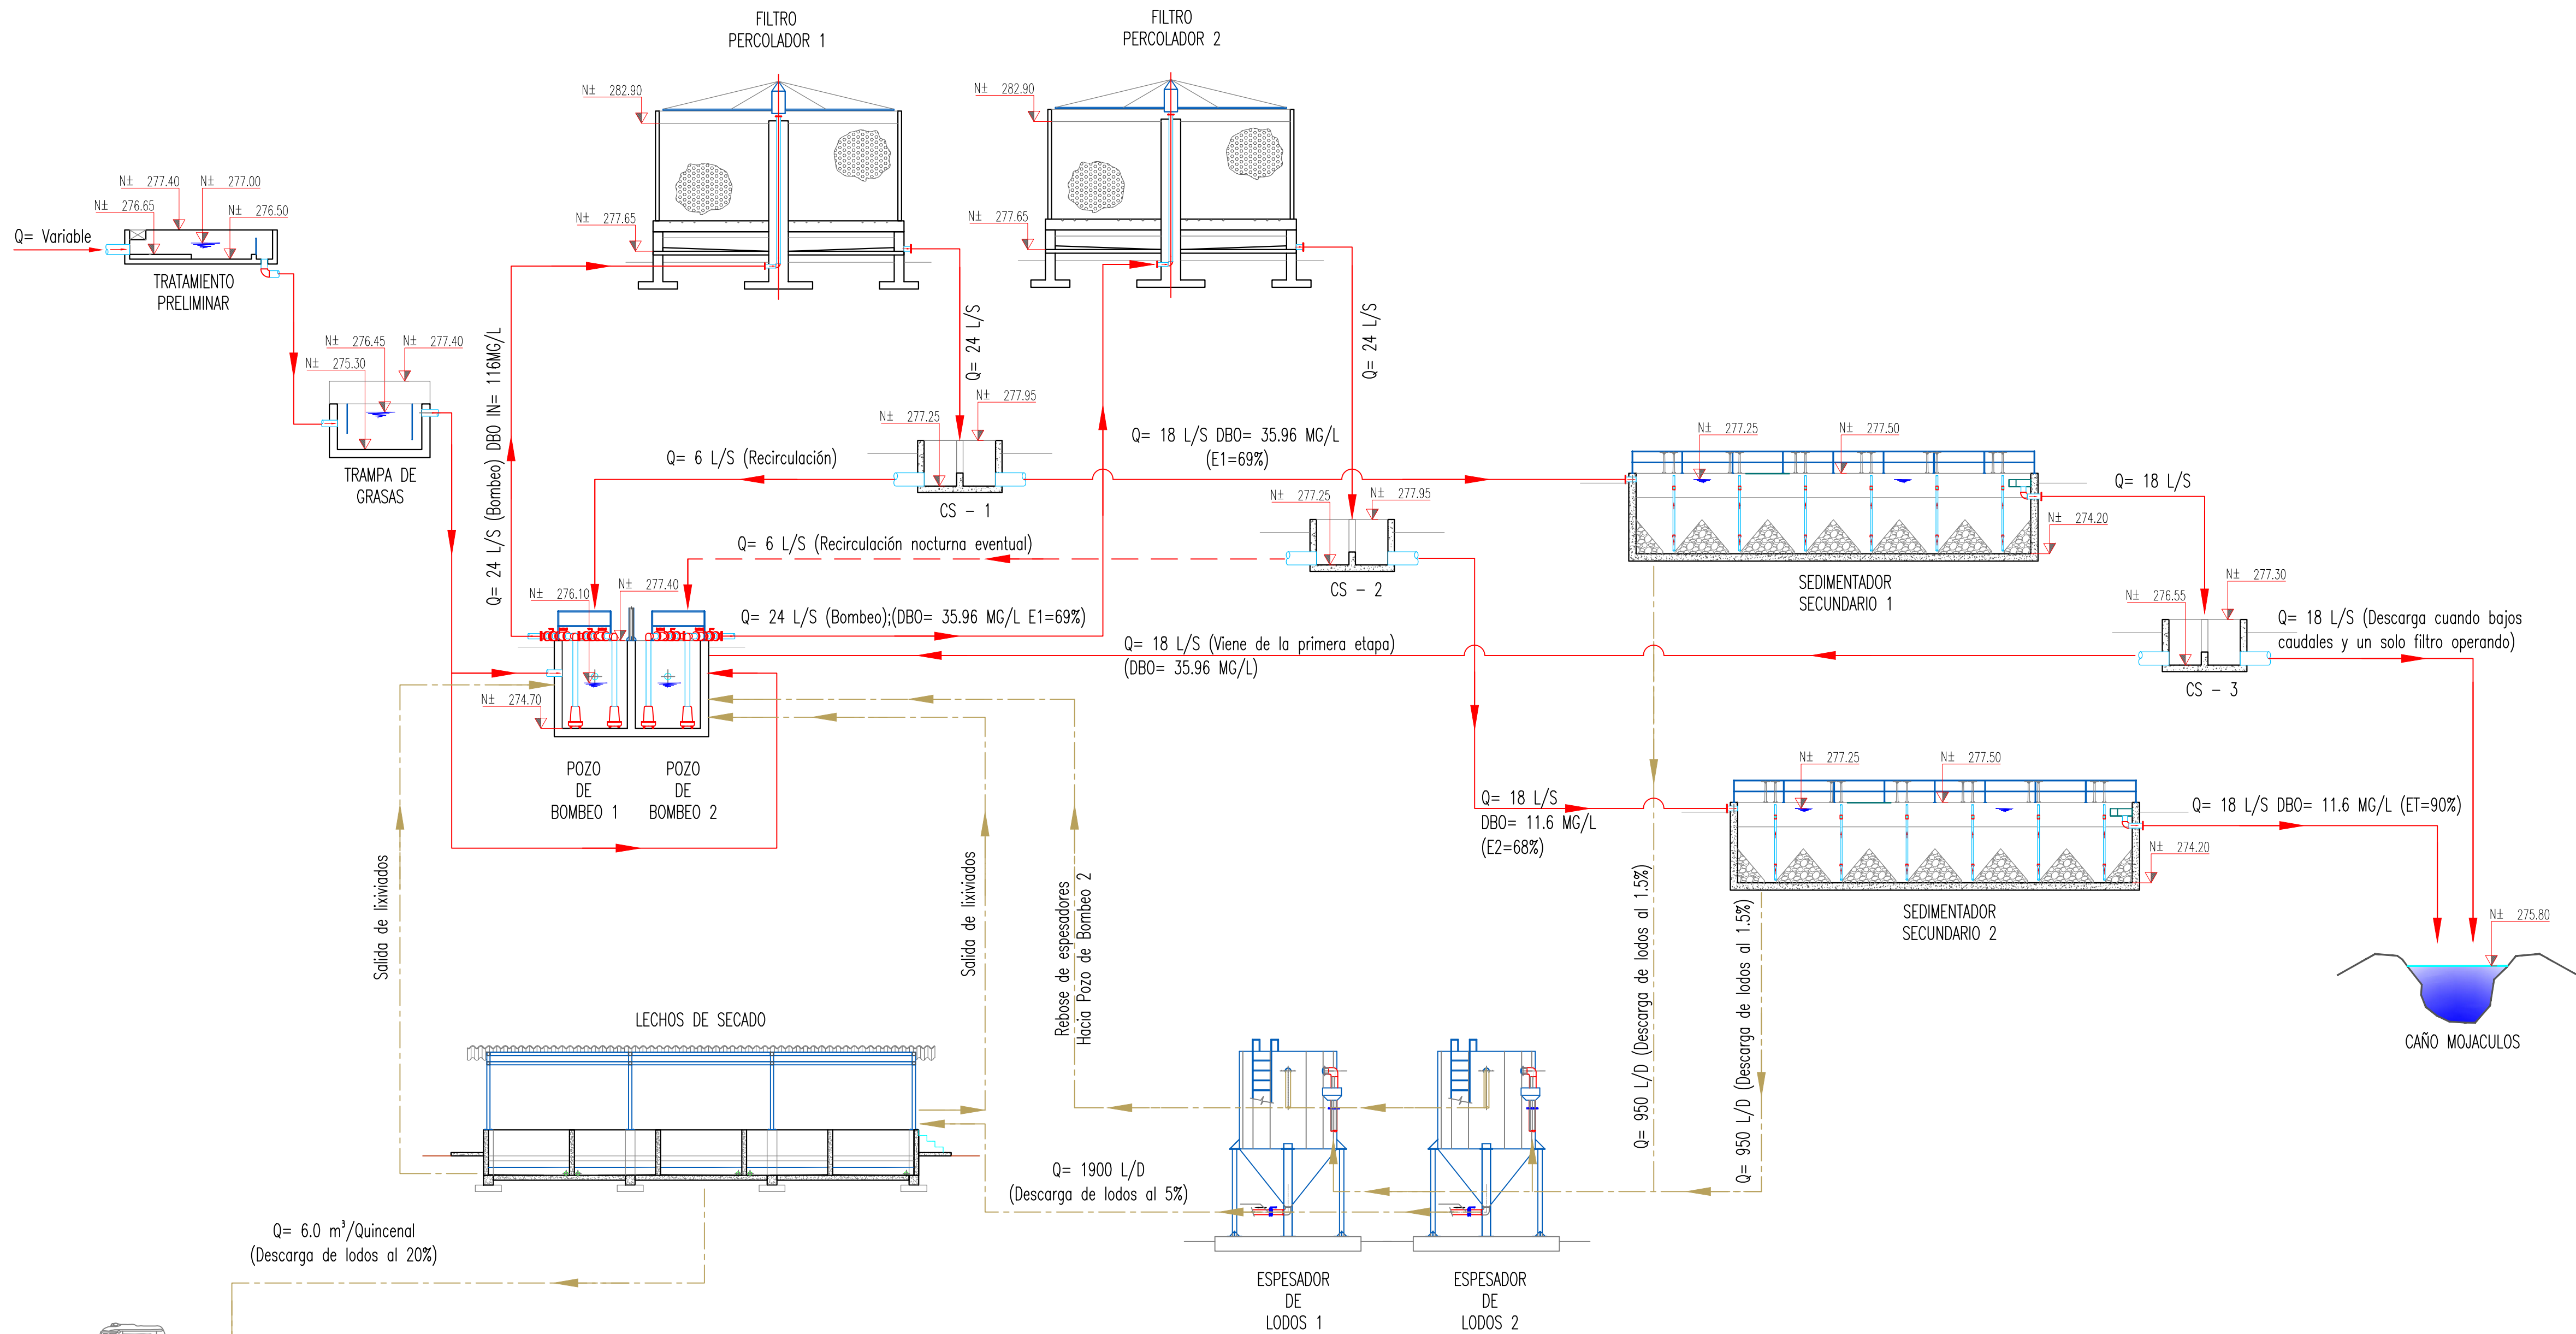 FILTRO
PERCOLADOR 1
FILTRO
PERCOLADOR 2
N± 282.90
N± 282.90
N± 277.40
N± 277.00
N± 276.65
N± 276.50
Q= Variable
TRATAMIENTO
PRELIMINAR
N± 277.65
N± 277.65
N± 276.45
N± 277.40
N± 275.30
TRAMPA DE
GRASAS
Q= 24 L/S (Bombeo) DBO IN= 116MG/L
Q= 24 L/S
Q= 24 L/S
N± 277.25
N± 277.95
CS - 1
Q= 6 L/S (Recirculación)
Q= 18 L/S DBO= 35.96 MG/L
(E1=69%)
N± 277.25
N± 277.95
CS - 2
Q= 6 L/S (Recirculación nocturna eventual)
N± 277.25
N± 277.50
N± 274.20
SEDIMENTADOR
SECUNDARIO 1
Q= 18 L/S
N± 276.10
N± 277.40
N± 274.70
Q= 24 L/S (Bombeo);(DBO= 35.96 MG/L E1=69%)
Q= 18 L/S (Viene de la primera etapa)
(DBO= 35.96 MG/L)
N± 276.55
N± 277.30
CS - 3
Q= 18 L/S (Descarga cuando bajos
caudales y un solo filtro operando)
POZO
DE
BOMBEO 1
POZO
DE
BOMBEO 2
Q= 18 L/S
DBO= 11.6 MG/L
(E2=68%)
N± 277.25
N± 277.50
N± 274.20
SEDIMENTADOR
SECUNDARIO 2
Q= 18 L/S DBO= 11.6 MG/L (ET=90%)
N± 275.80
CAÑO MOJACULOS
Salida de lixiviados
Salida de lixiviados
Rebose de espesadores
Hacia Pozo de Bombeo 2
Q= 950 L/D (Descarga de lodos al 1.5%)
Q= 950 L/D (Descarga de lodos al 1.5%)
LECHOS DE SECADO
Q= 1900 L/D
(Descarga de lodos al 5%)
Q= 6.0 m³/Quincenal
(Descarga de lodos al 20%)
ESPESADOR
DE
LODOS 1
ESPESADOR
DE
LODOS 2